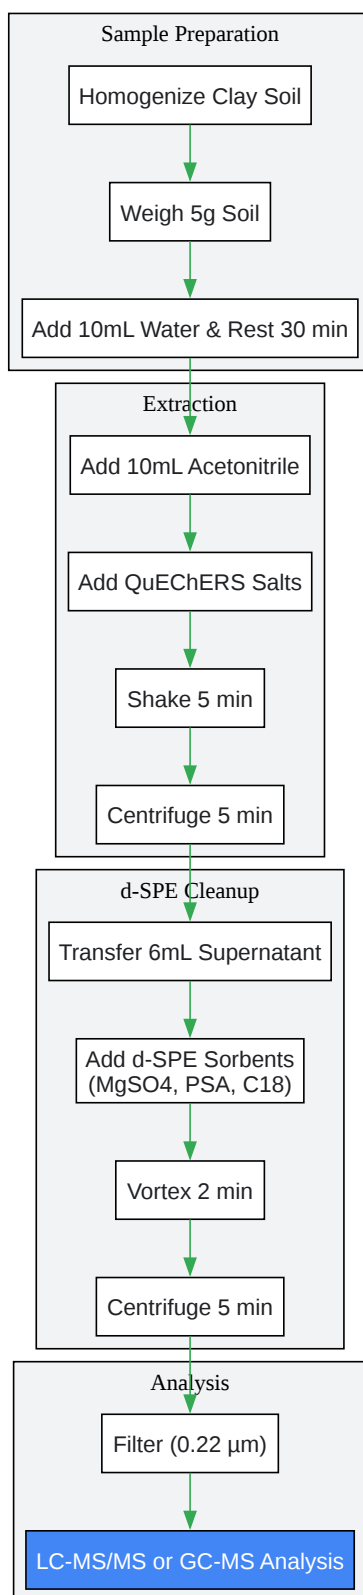 Sample Preparation
Homogenize Clay Soil
Weigh 5g Soil
Add 10mL Water & Rest 30 min
Extraction
Add 10mL Acetonitrile
Add QuEChERS Salts
Shake 5 min
Centrifuge 5 min
d-SPE Cleanup
Transfer 6mL Supernatant
Add d-SPE Sorbents
(MgSO4, PSA, C18)
Vortex 2 min
Centrifuge 5 min
Analysis
Filter (0.22 µm)
LC-MS/MS or GC-MS Analysis